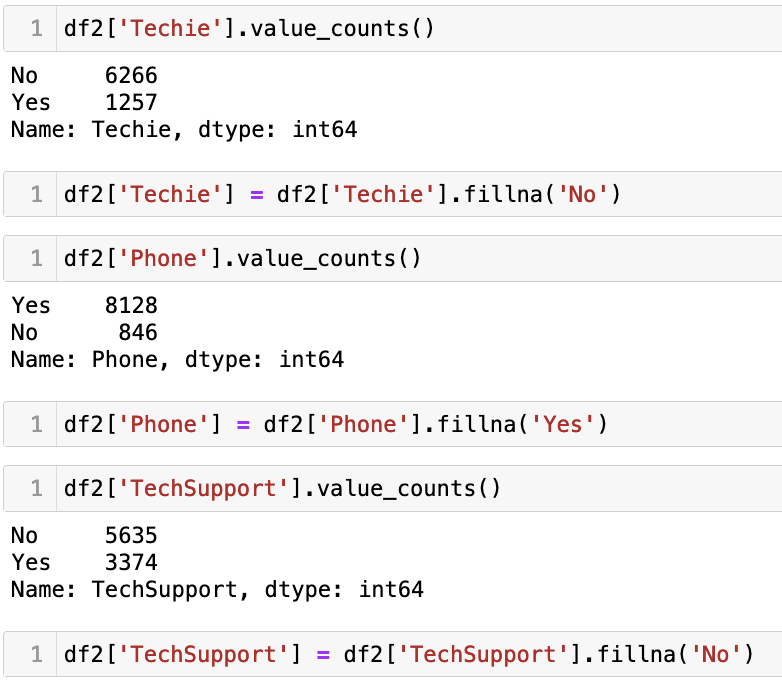 1 df2['Techie'].value_counts()
No     6266
Yes    1257
Name: Techie, dtype: int64
1 df2['Techie'] = df2['Techie'].fillna('No')
1 df2['Phone'].value_counts()
Yes    8128
No      846
Name: Phone, dtype: int64
1 df2['Phone'] = df2['Phone'].fillna('Yes')
1 df2['TechSupport'].value_counts()
No     5635
Yes    3374
Name: TechSupport, dtype: int64
1 df2['TechSupport'] = df2['TechSupport'].fillna('No')